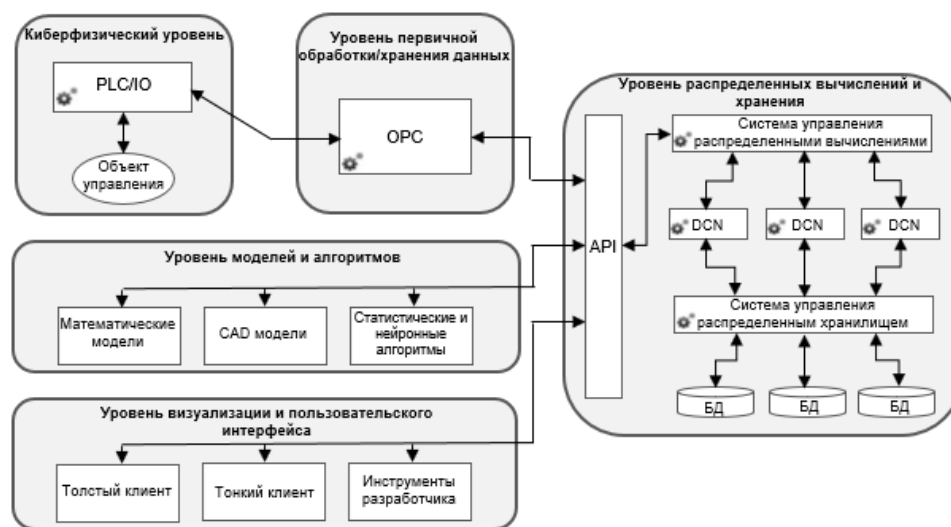 Киберфизический уровень
PLC/IO
Объект
управления
Уровень первичной
обработки/хранения данных
OPC
Уровень распределенных вычислений и
хранения
API
Система управления
распределенными вычислениями
DCN
DCN
DCN
Система управления
распределенным хранилищем
БД
БД
БД
Уровень моделей и алгоритмов
Математические
модели
CAD модели
Статистические и
нейронные
алгоритмы
Уровень визуализации и пользовательского
интерфейса
Толстый клиент
Тонкий клиент
Инструменты
разработчика